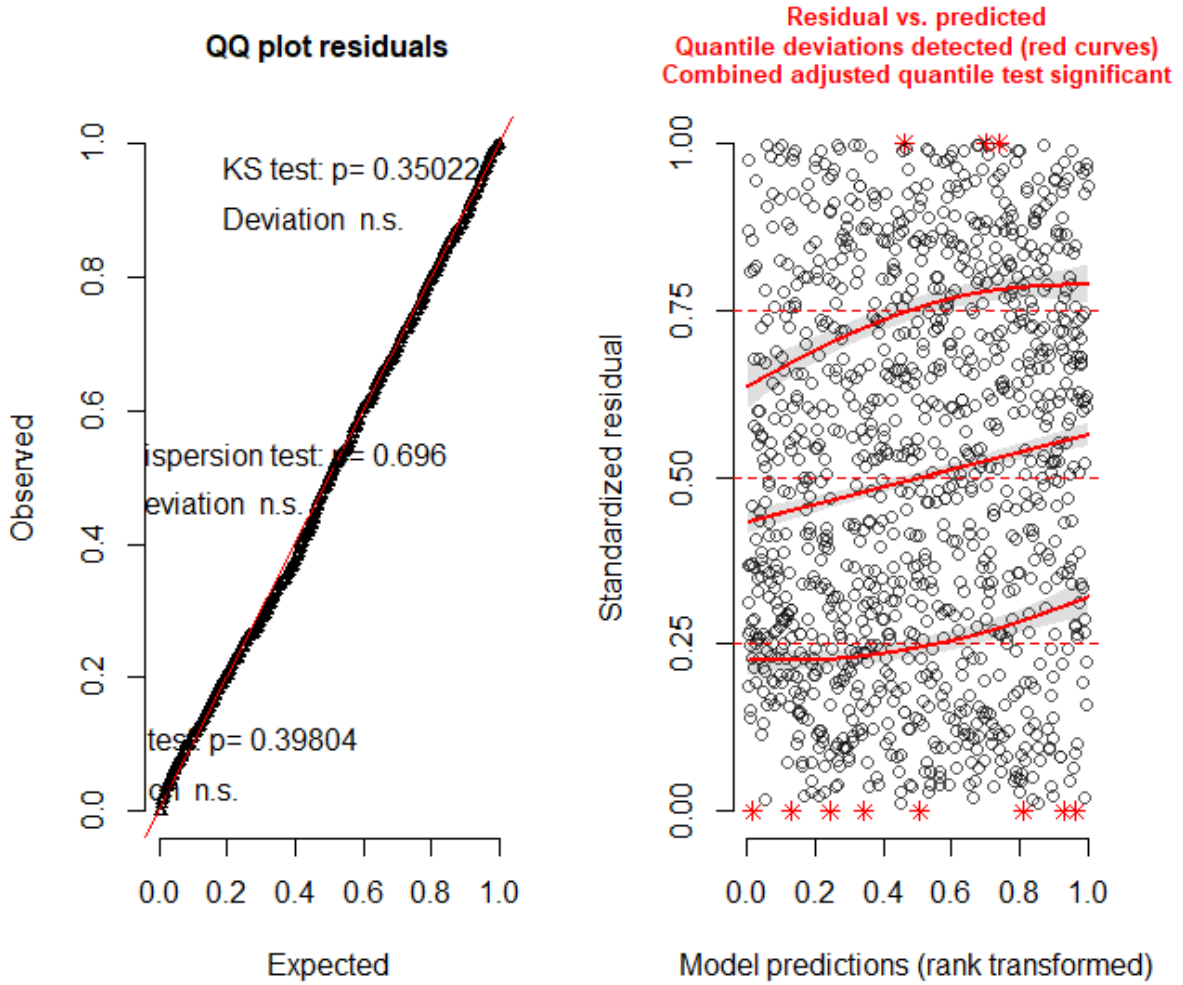 QQ plot residuals
KS test: p= 0.35022
Deviation n.s.
ispersion test: p= 0.696
eviation n.s.
test: p= 0.39804
on n.s.
Observed
0.0 0.2 0.4 0.6 0.8 1.0
0.0 0.2 0.4 0.6 0.8 1.0
Expected
Residual vs. predicted
Quantile deviations detected (red curves)
Combined adjusted quantile test significant
Standardized residual
0.00 0.25 0.50 0.75 1.00
0.0 0.2 0.4 0.6 0.8 1.0
Model predictions (rank transformed)